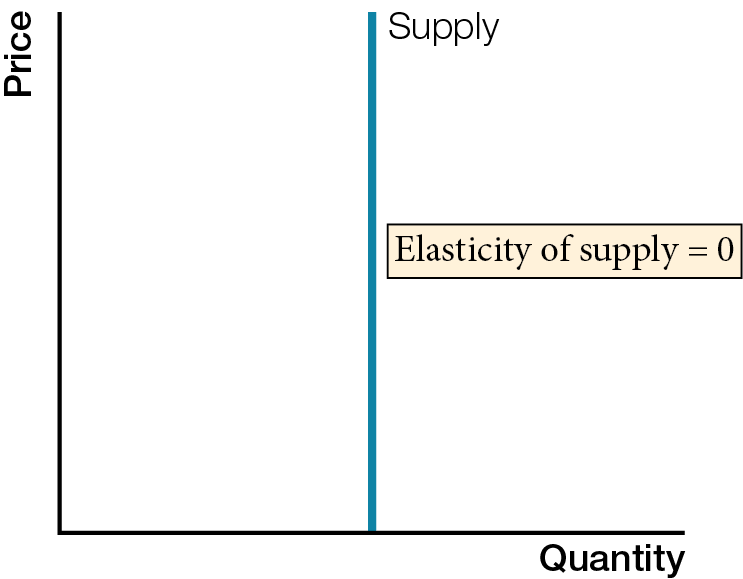 Price
Supply
Elasticity of supply = 0
Quantity